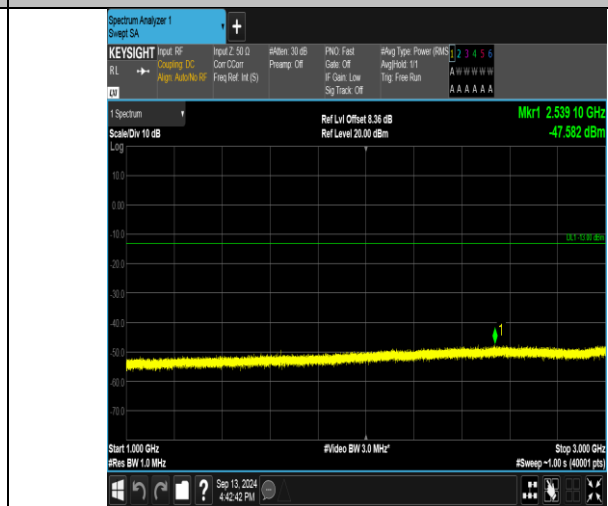 Spectrum Analyzer 1
Swept SA
+
KEYSIGHT
RL
LXI
Input: RF
Coupling: DC
Align: Auto/No RF
Input Z: 50 Ω
Corr CCorr
Freq Ref: Int (S)
#Atten: 30 dB
Preamp: Off
PNO: Fast
Gate: Off
IF Gain: Low
Sig Track: Off
#Avg Type: Power (RMS
Avg|Hold: 1/1
Trig: Free Run
1 2 3 4 5 6
A W W W W W
A A A A A A
1 Spectrum
Scale/Div 10 dB
Log
Ref Lvl Offset 8.36 dB
Ref Level 20.00 dBm
Mkr1 2.539 10 GHz
-47.582 dBm
10.0
0.00
-10.0
DL1 -13.00 dBm
-20.0
-30.0
-40.0
1
-50.0
-60.0
-70.0
Start 1.000 GHz
#Res BW 1.0 MHz
#Video BW 3.0 MHz*
Stop 3.000 GHz
#Sweep ~1.00 s (40001 pts)
?
Sep 13, 2024
4:42:42 PM